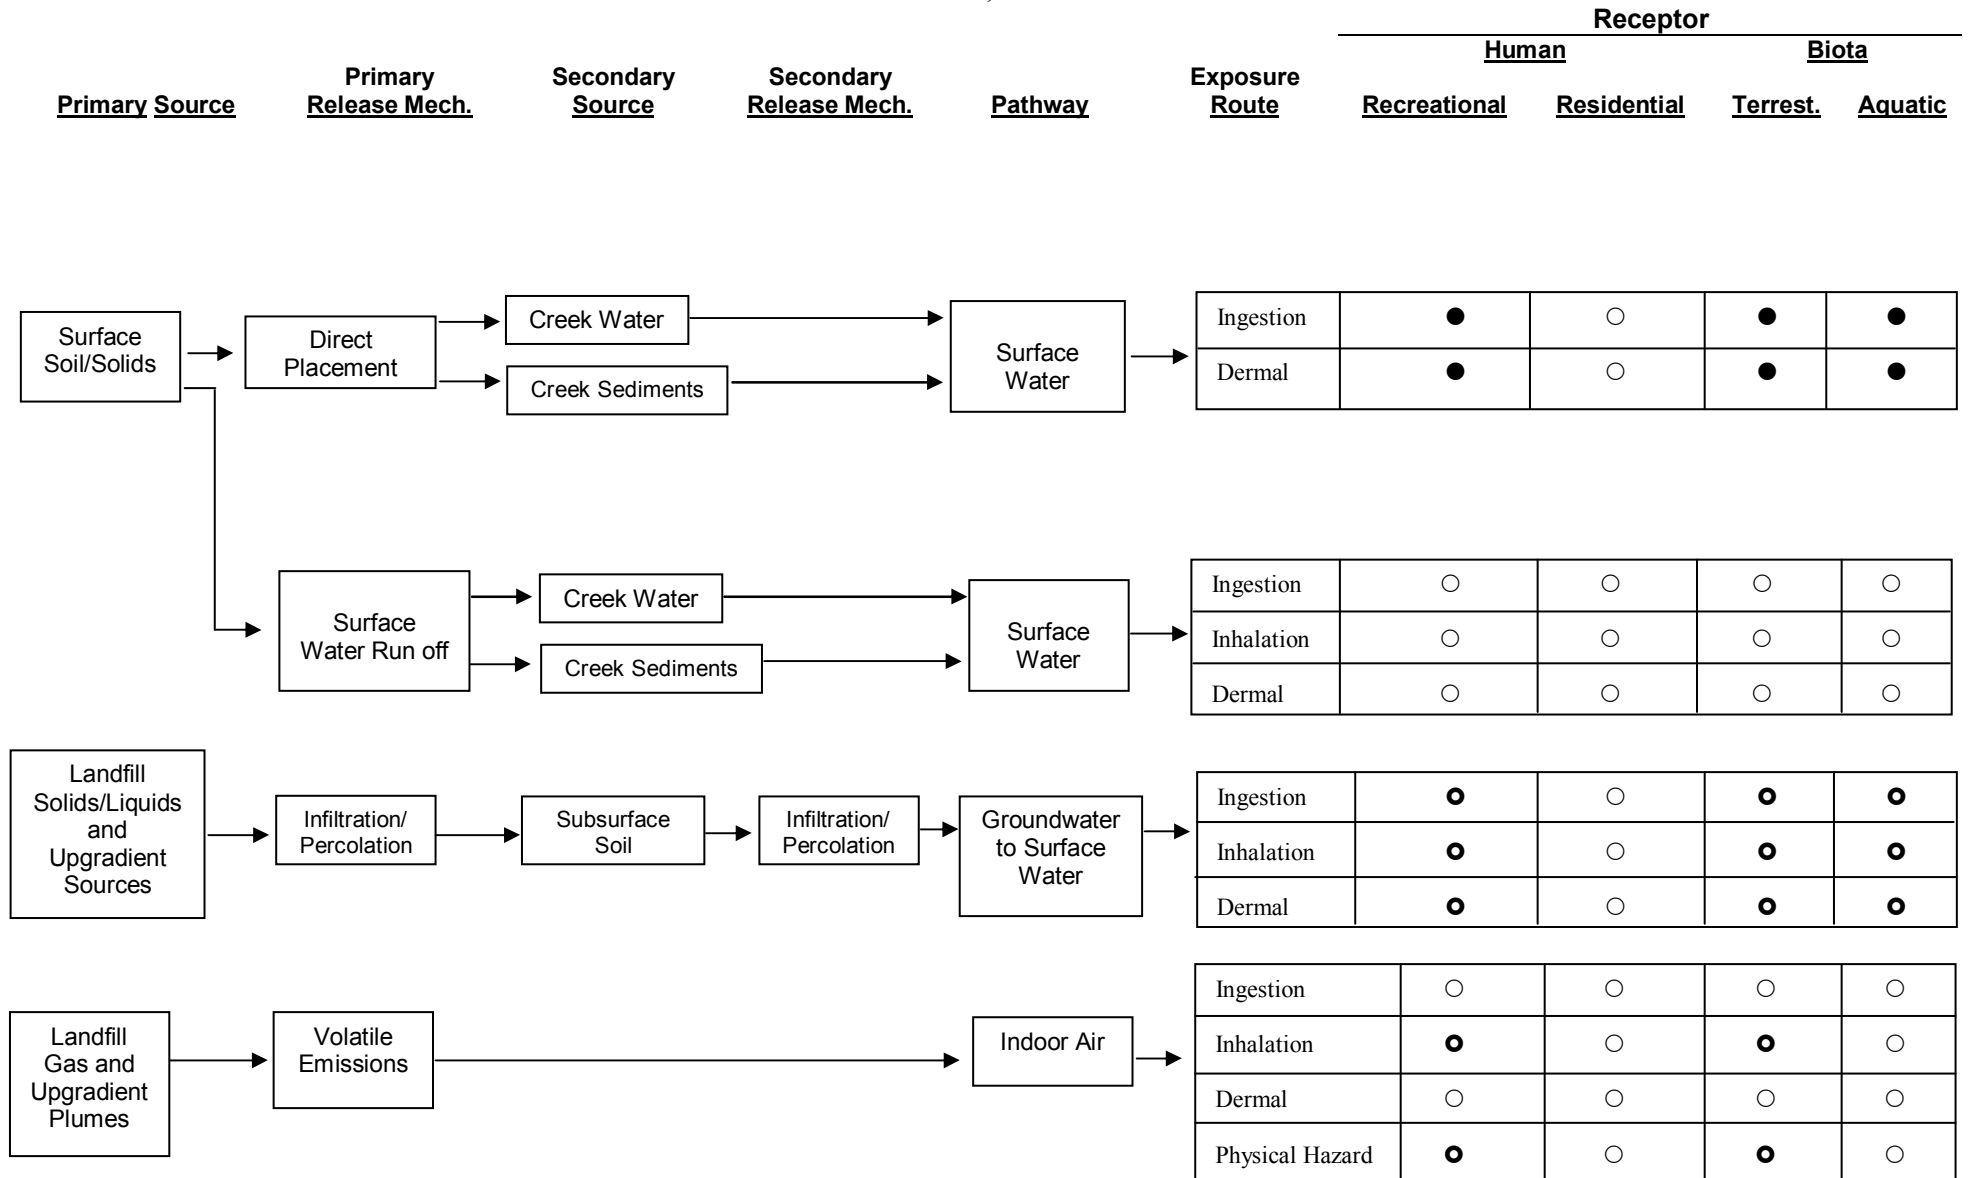 Receptor
Human Biota
Primary Secondary Secondary Exposure
Primary Source Release Mech. Source Release Mech. Pathway Route Recreational Residential Terrest. Aquatic
Surface
Soil/Solids
Direct
Placement
Creek Water
Creek Sediments
Surface
Water
Ingestion
Dermal
Surface
Water Run off
Creek Water
Creek Sediments
Surface
Water
Ingestion
Inhalation
Dermal
Landfill
Solids/Liquids
and
Upgradient
Sources
Infiltration/
Percolation
Subsurface
Soil
Infiltration/
Percolation
Groundwater
to Surface
Water
Ingestion
Inhalation
Dermal
Landfill
Gas and
Upgradient
Plumes
Volatile
Emissions
Indoor Air
Ingestion
Inhalation
Dermal
Physical Hazard